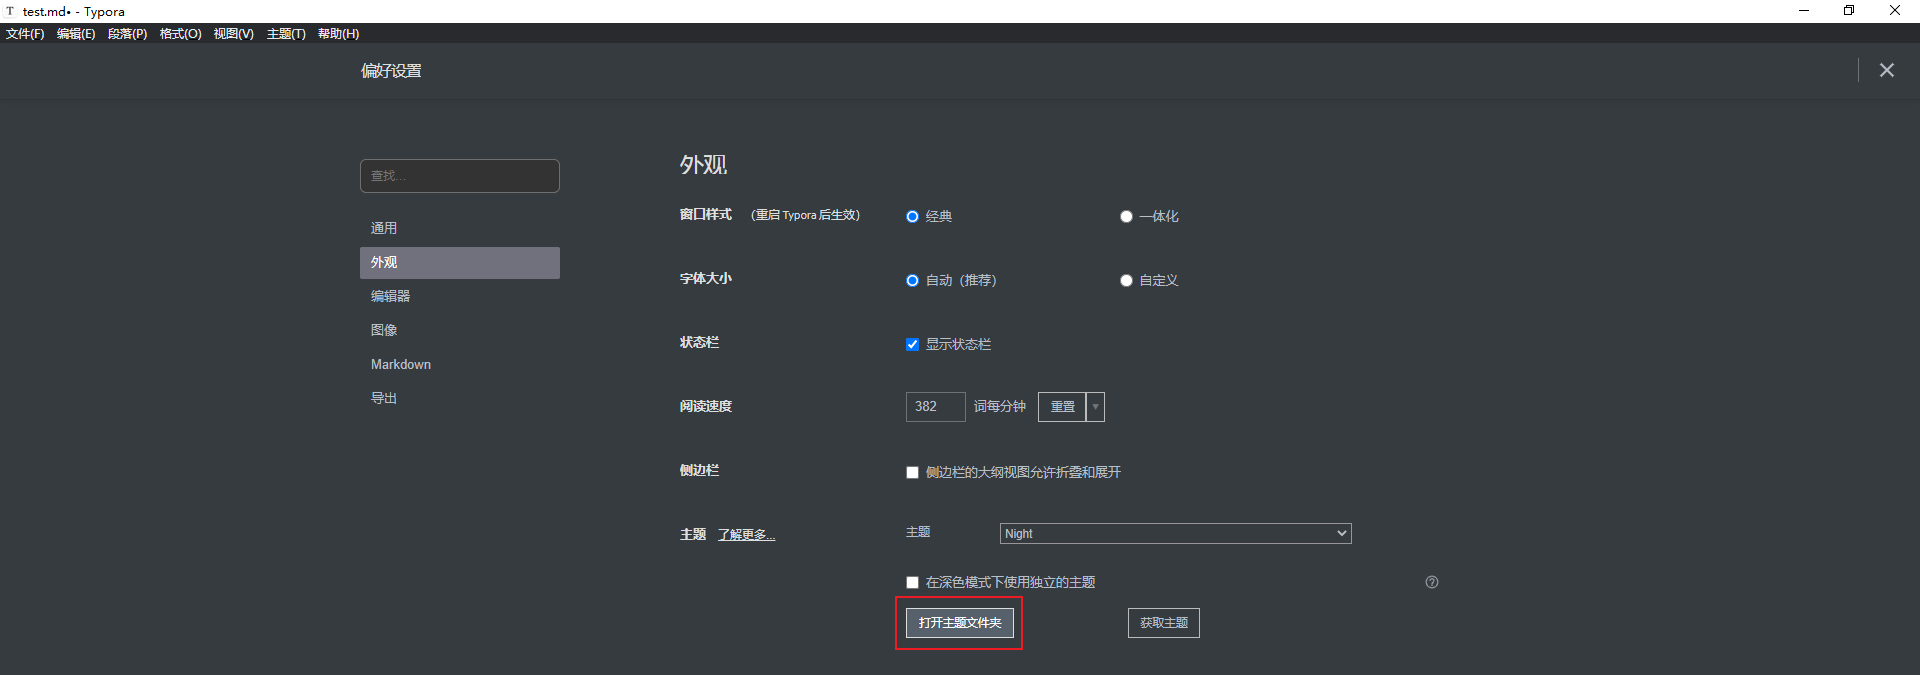 T test.md• - Typora
文件(F) 编辑(E) 段落(P) 格式(O) 视图(V) 主题(T) 帮助(H)
偏好设置
查找...
通用
外观
编辑器
图像
Markdown
导出
外观
窗口样式 (重启 Typora 后生效) 经典 一体化
字体大小 自动（推荐） 自定义
状态栏 显示状态栏
阅读速度 382 词每分钟 重置
侧边栏 侧边栏的大纲视图允许折叠和展开
主题 了解更多... 主题 Night
在深色模式下使用独立的主题 ?
打开主题文件夹 获取主题